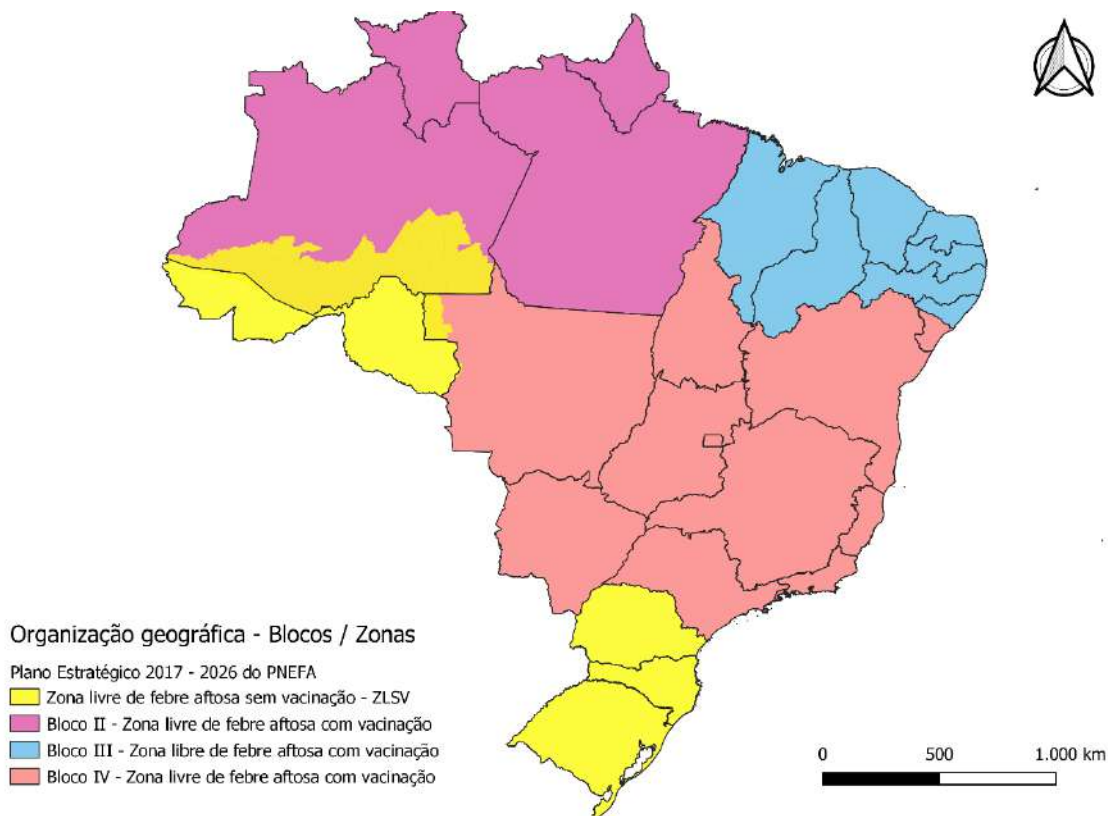 Organização geográfica - Blocos / Zonas
Plano Estratégico 2017 - 2026 do PNEFA
Zona livre de febre aftosa sem vacinação - ZLSV
Bloco II - Zona livre de febre aftosa com vacinação
Bloco III - Zona libre de febre aftosa com vacinação
Bloco IV - Zona livre de febre aftosa com vacinação
0 500 1.000 km